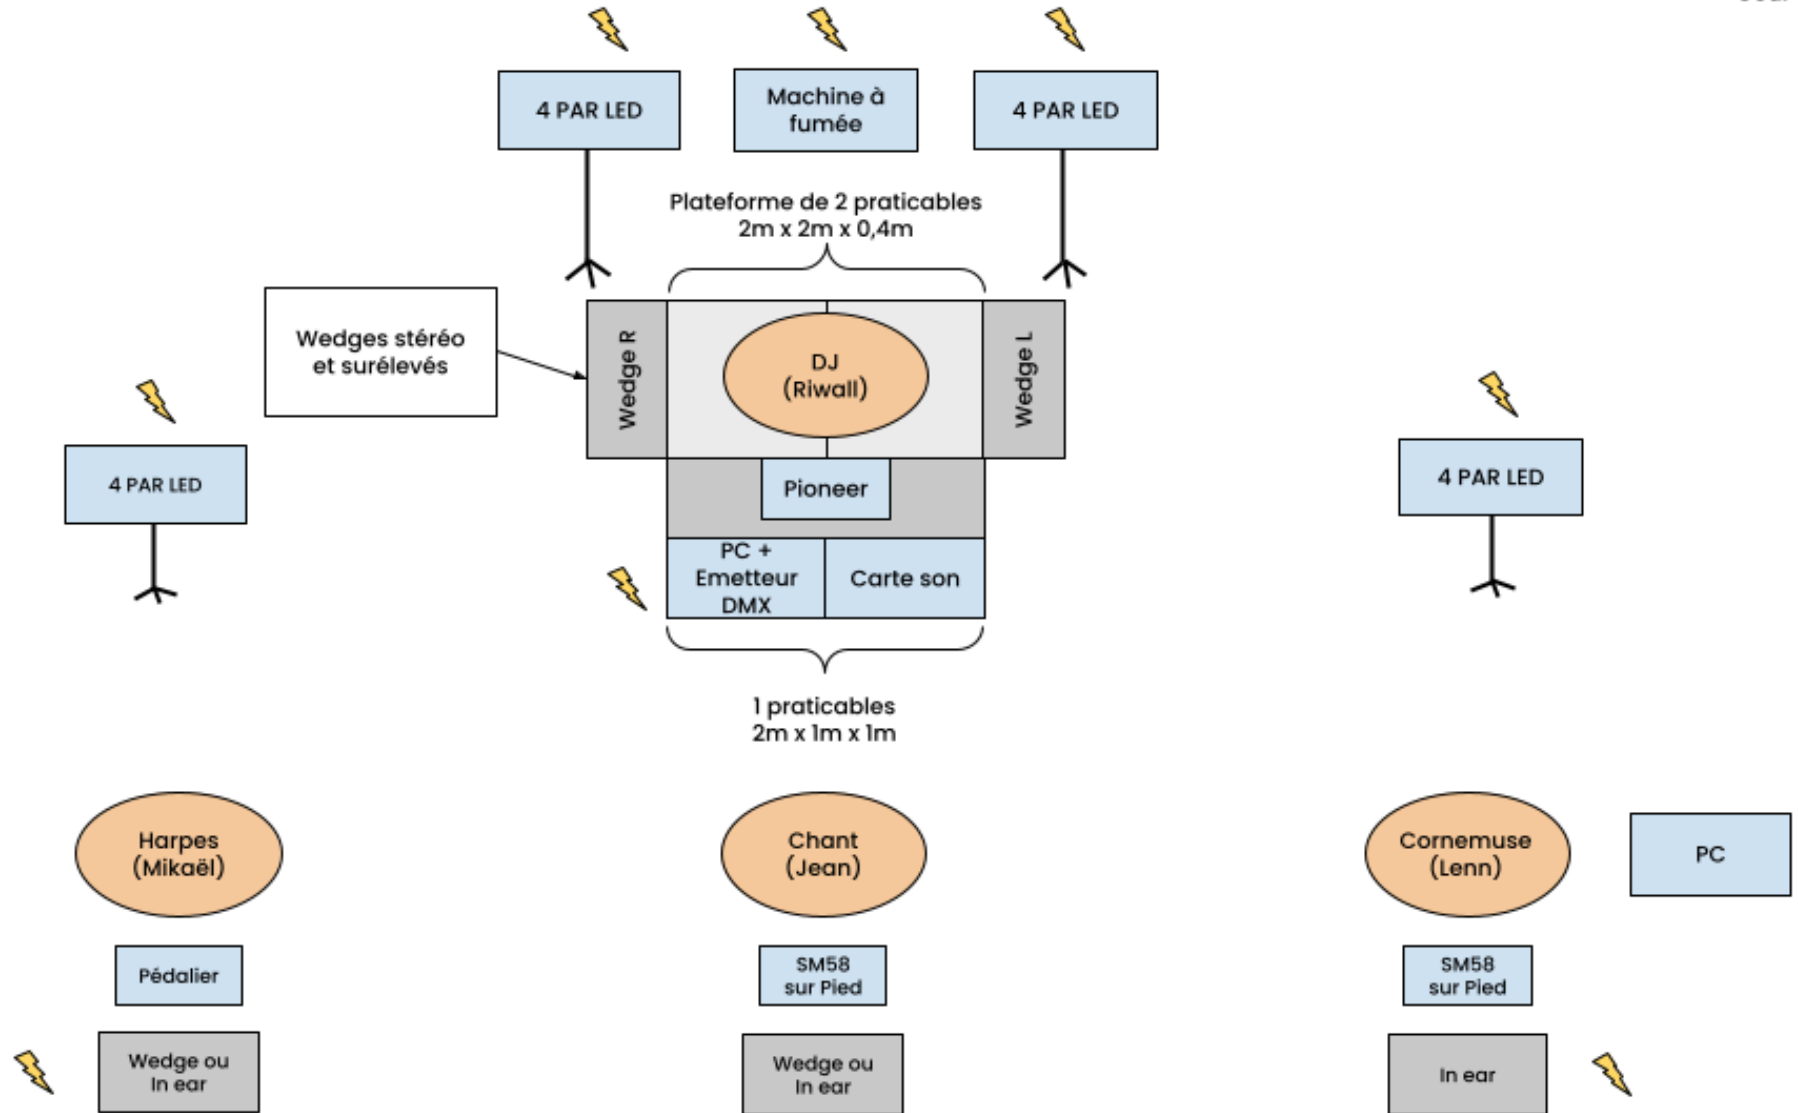 4 PAR LED
Machine à
fumée
4 PAR LED
Plateforme de 2 praticables
2m x 2m x 0,4m
Wedges stéréo
et surélevés
Wedge R
DJ
(Riwall)
Wedge L
4 PAR LED
4 PAR LED
Pioneer
PC +
Emetteur
DMX
Carte son
1 praticables
2m x 1m x 1m
Harpes
(Mikaël)
Chant
(Jean)
Cornemuse
(Lenn)
PC
Pédalier
SM58
sur Pied
SM58
sur Pied
Wedge ou
In ear
Wedge ou
In ear
In ear